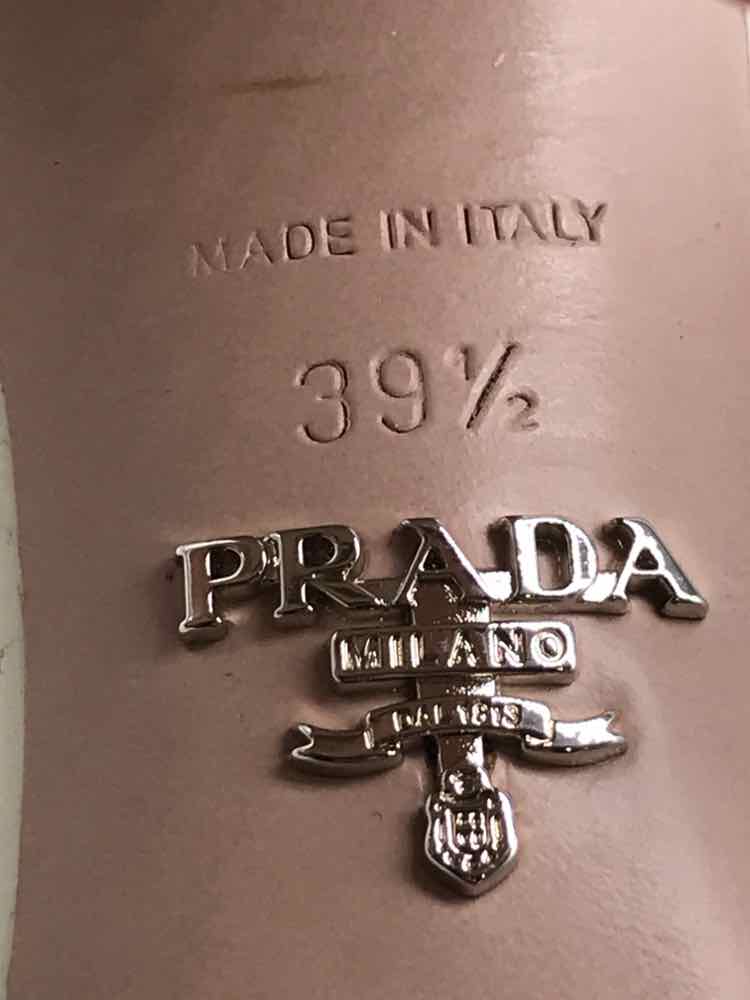 MADE IN ITALY
39½
PRADA
MILANO
DAL 1913